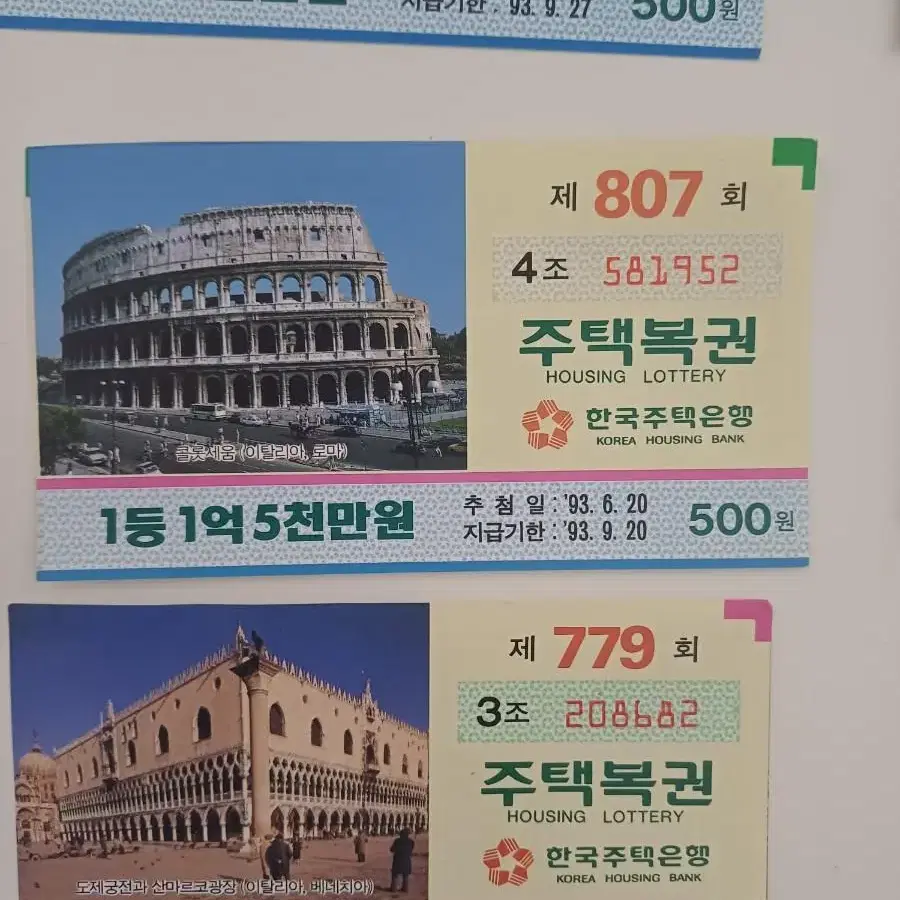 지급기한 : '93. 9. 27
500원
제 807 회
4조 581952
주택복권
HOUSING LOTTERY
한국주택은행
KOREA HOUSING BANK
콜롯세움 (이탈리아, 로마)
1등 1억 5천만원
추 첨 일 : '93. 6. 20
지급기한 : '93. 9. 20
500원
제 779 회
3조 208682
주택복권
HOUSING LOTTERY
한국주택은행
KOREA HOUSING BANK
도제궁전과 산마르코광장 (이탈리아, 베네치아)